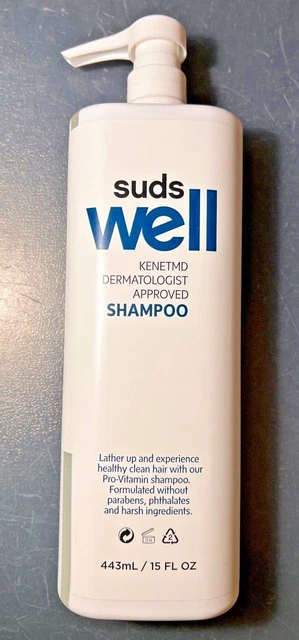 suds
well
KENETMD
DERMATOLOGIST
APPROVED
SHAMPOO
Lather up and experience
healthy clean hair with our
Pro-Vitamin shampoo.
Formulated without
parabens, phthalates
and harsh ingredients.
2
443mL / 15 FL OZ